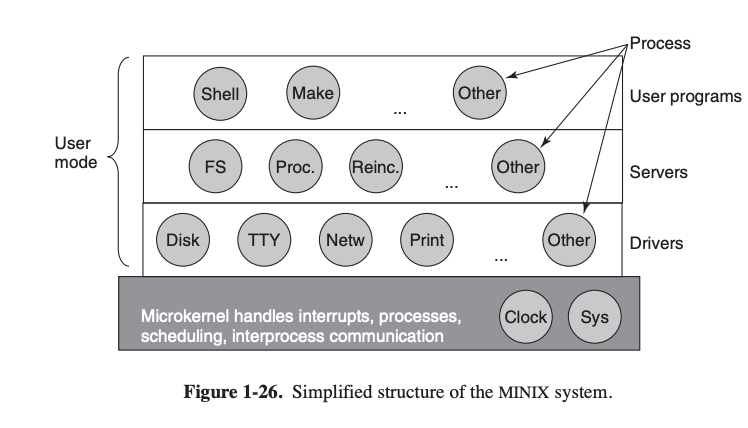 Process
Shell
Make
...
Other
User programs
User
mode
FS
Proc.
Reinc.
...
Other
Servers
Disk
TTY
Netw
Print
...
Other
Drivers
Microkernel handles interrupts, processes,
scheduling, interprocess communication
Clock
Sys
Figure 1-26. Simplified structure of the MINIX system.